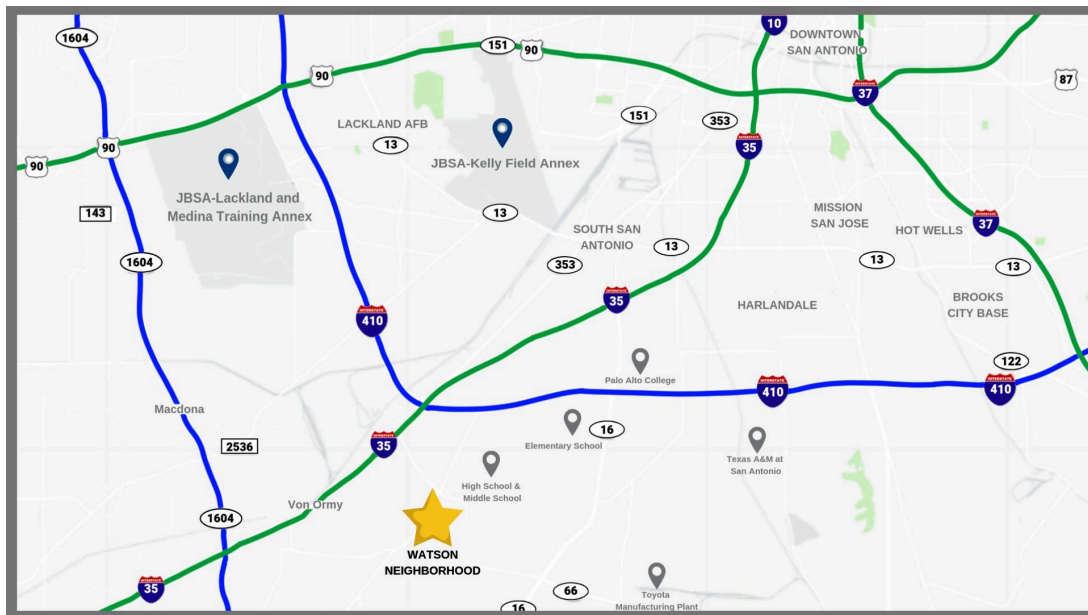 1604
10
DOWNTOWN
SAN ANTONIO
151
90
90
87
37
LACKLAND AFB
13
151
353
35
90
90
JBSA-Kelly Field Annex
JBSA-Lackland and
Medina Training Annex
143
13
MISSION
SAN JOSE
HOT WELLS
37
SOUTH SAN
ANTONIO
13
353
1604
13
13
35
410
HARLANDALE
BROOKS
CITY BASE
122
Palo Alto College
410
410
Macdona
16
Elementary School
35
2536
Texas A&M at
San Antonio
High School &
Middle School
Von Ormy
1604
WATSON
NEIGHBORHOOD
35
66
16
Toyota
Manufacturing Plant